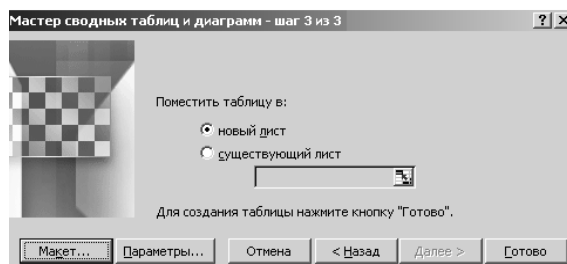 Мастер сводных таблиц и диаграмм - шаг 3 из 3
Поместить таблицу в:
новый лист
существующий лист
Для создания таблицы нажмите кнопку "Готово".
Макет... Параметры... Отмена < Назад Далее > Готово